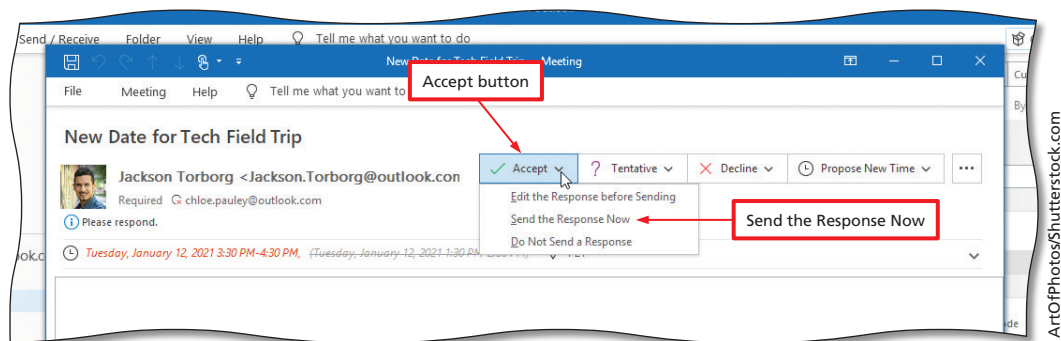 Send / Receive Folder View Help Tell me what you want to do
New Date for Tech Field Trip - Meeting
File Meeting Help Tell me what you want to
Accept button
Cu
By
New Date for Tech Field Trip
Jackson Torborg <Jackson.Torborg@outlook.con
Accept ? Tentative Decline Propose New Time ...
Required chloe.pauley@outlook.com
Edit the Response before Sending
Please respond.
Send the Response Now
Send the Response Now
Do Not Send a Response
ook.c
Tuesday, January 12, 2021 3:30 PM-4:30 PM, (Tuesday, January 12, 2021 1:30 PM
de
ArtOfPhotos/Shutterstock.com